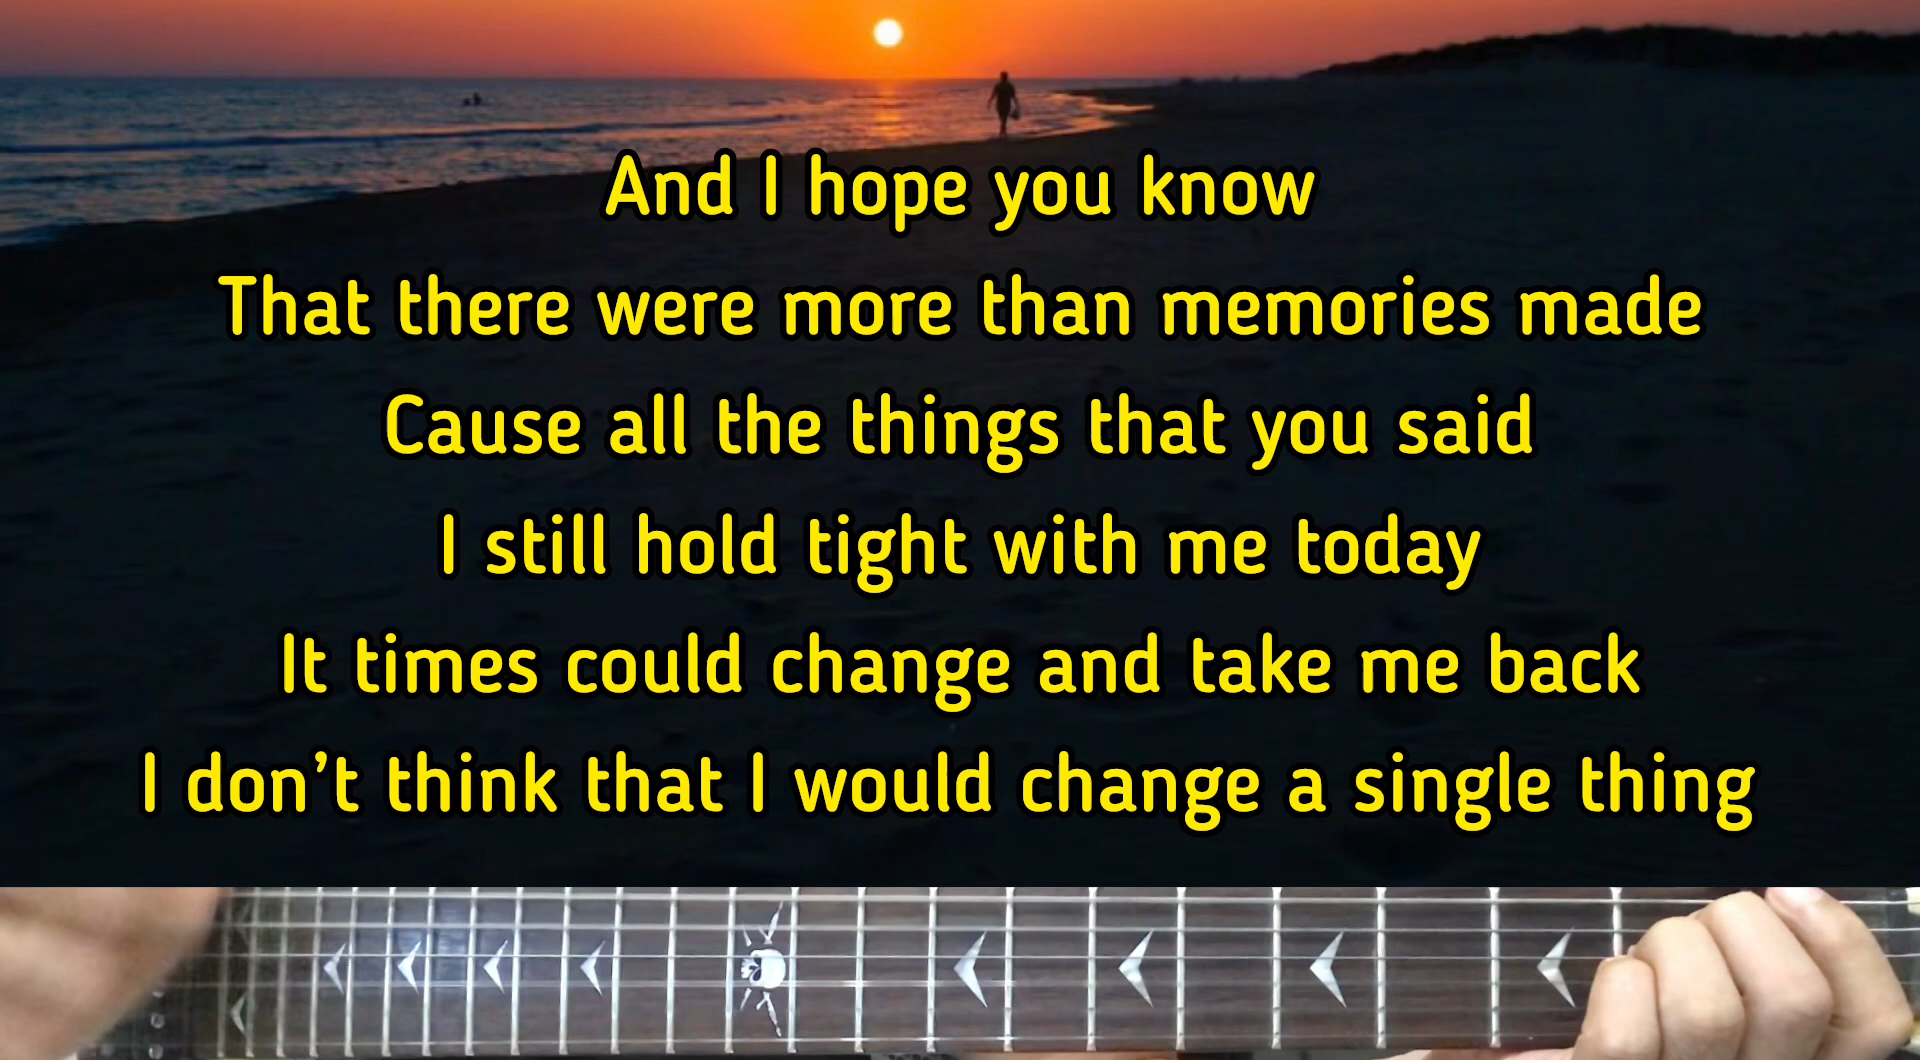 And I hope you know
That there were more than memories made
Cause all the things that you said
I still hold tight with me today
It times could change and take me back
I don’t think that I would change a single thing